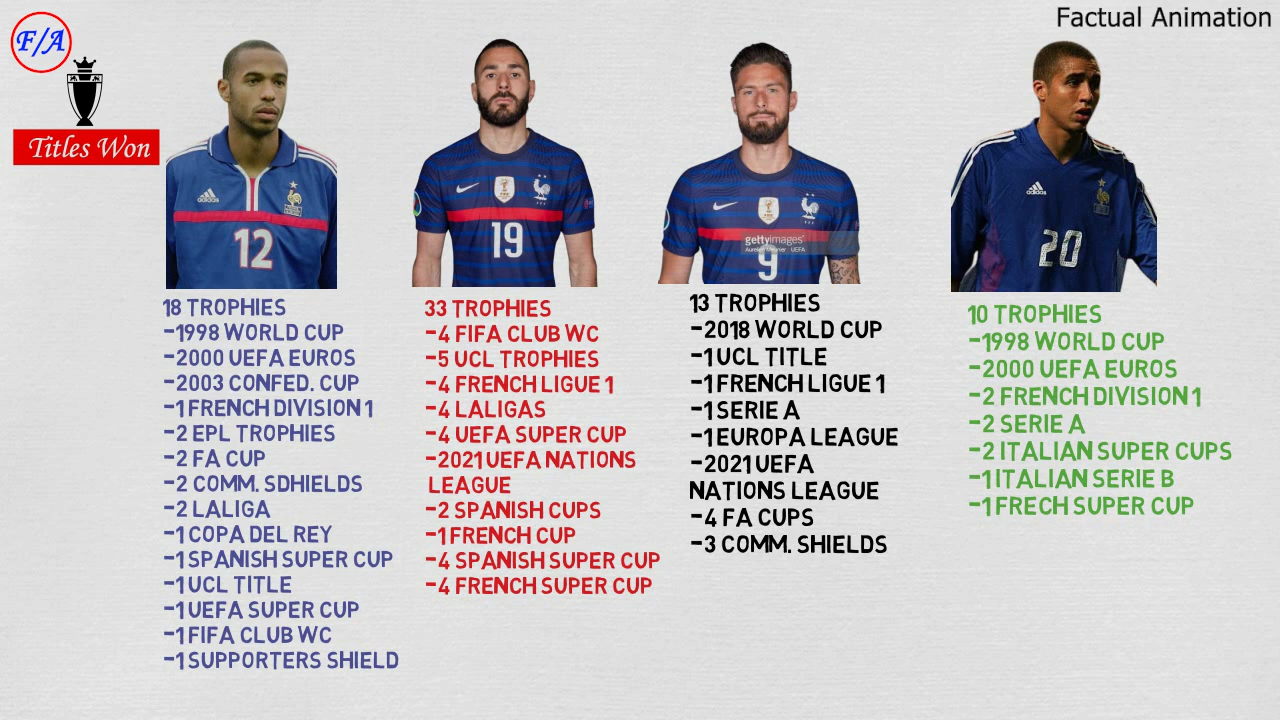 F/A
Factual Animation
Titles Won
adidas
12
19
gettyimages
UEFA
9
adidas
20
18 TROPHIES
-1998 WORLD CUP
-2000 UEFA EUROS
-2003 CONFED. CUP
-1 FRENCH DIVISION 1
-2 EPL TROPHIES
-2 FA CUP
-2 COMM. SDHIELDS
-2 LALIGA
-1 COPA DEL REY
-1 SPANISH SUPER CUP
-1 UCL TITLE
-1 UEFA SUPER CUP
-1 FIFA CLUB WC
-1 SUPPORTERS SHIELD
33 TROPHIES
-4 FIFA CLUB WC
-5 UCL TROPHIES
-4 FRENCH LIGUE 1
-4 LALIGAS
-4 UEFA SUPER CUP
-2021 UEFA NATIONS
LEAGUE
-2 SPANISH CUPS
-1 FRENCH CUP
-4 SPANISH SUPER CUP
-4 FRENCH SUPER CUP
13 TROPHIES
-2018 WORLD CUP
-1 UCL TITLE
-1 FRENCH LIGUE 1
-1 SERIE A
-1 EUROPA LEAGUE
-2021 UEFA
NATIONS LEAGUE
-4 FA CUPS
-3 COMM. SHIELDS
10 TROPHIES
-1998 WORLD CUP
-2000 UEFA EUROS
-2 FRENCH DIVISION 1
-2 SERIE A
-2 ITALIAN SUPER CUPS
-1 ITALIAN SERIE B
-1 FRECH SUPER CUP